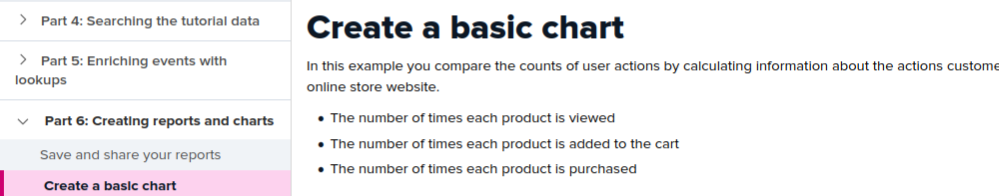 Part 4: Searching the tutorial data
Part 5: Enriching events with
lookups
Part 6: Creating reports and charts
Save and share your reports
Create a basic chart
Create a basic chart
In this example you compare the counts of user actions by calculating information about the actions custome
online store website.
• The number of times each product is viewed
• The number of times each product is added to the cart
• The number of times each product is purchased